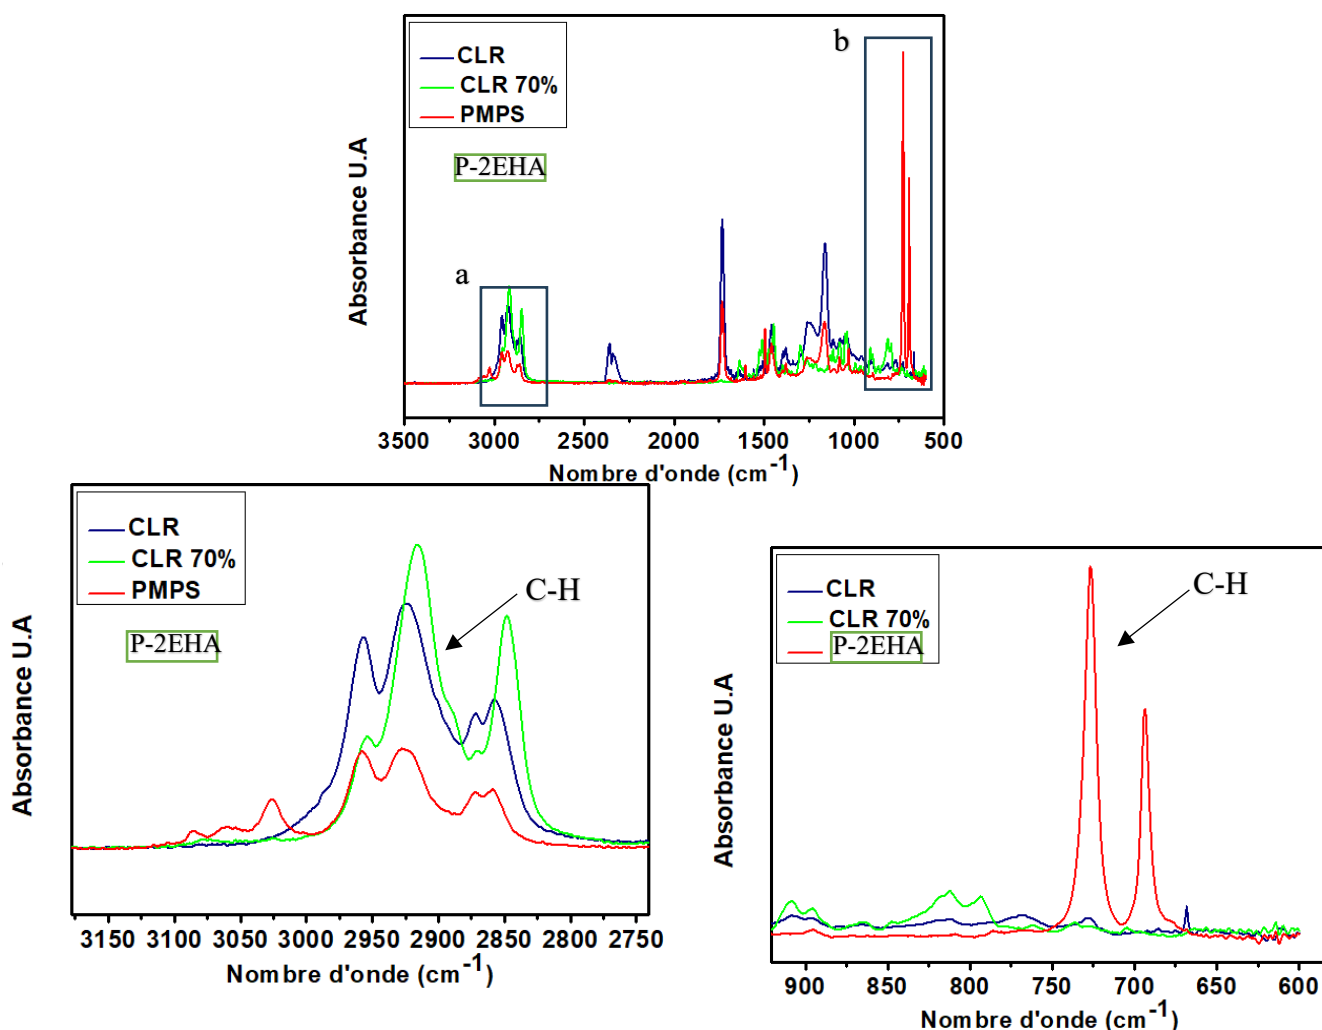 CLR
CLR 70%
PMPS
P-2EHA
a
b
Absorbance U.A
3500 3000 2500 2000 1500 1000 500
Nombre d'onde (cm-1)
CLR
CLR 70%
PMPS
P-2EHA
C-H
Absorbance U.A
3150 3100 3050 3000 2950 2900 2850 2800 2750
Nombre d'onde (cm-1)
CLR
CLR 70%
P-2EHA
C-H
Absorbance U.A
900 850 800 750 700 650 600
Nombre d'onde (cm-1)